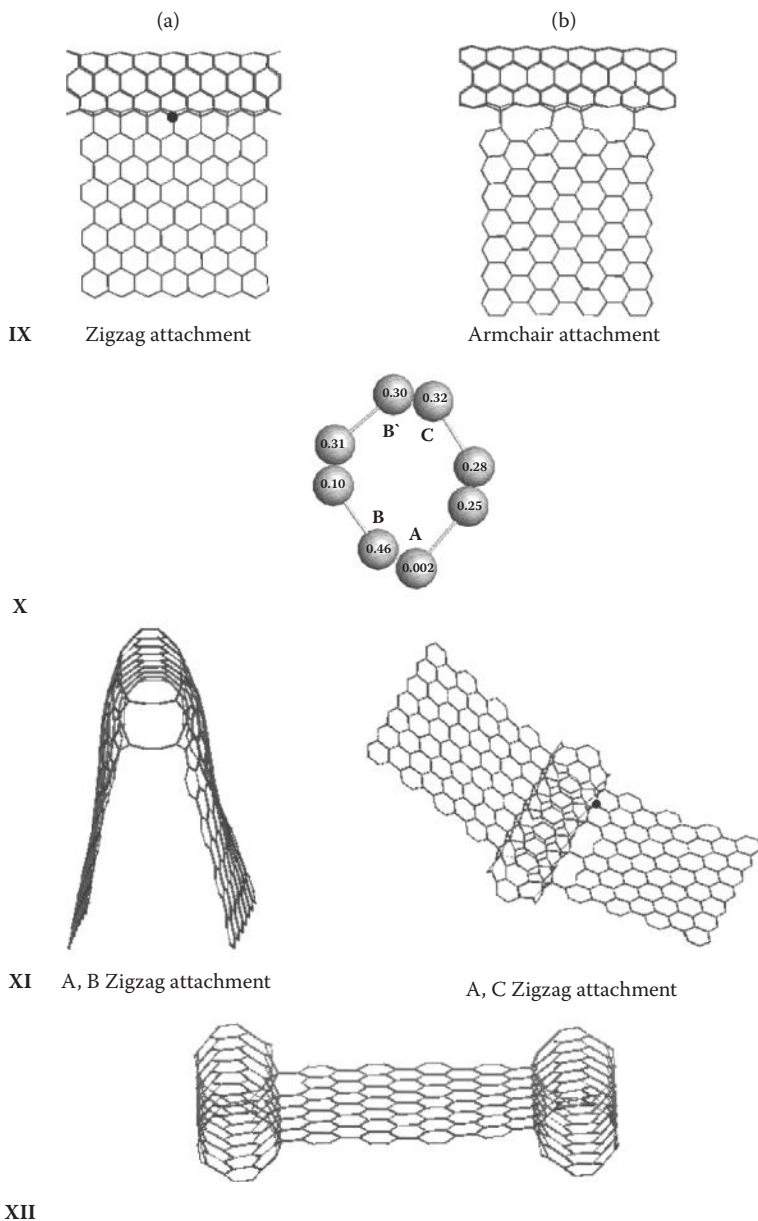 (a) (b)
IX Zigzag attachment Armchair attachment
0.30 0.32
B` C
0.31 0.28
0.10 0.25
B A
0.46 0.002
X
XI A, B Zigzag attachment A, C Zigzag attachment
XII